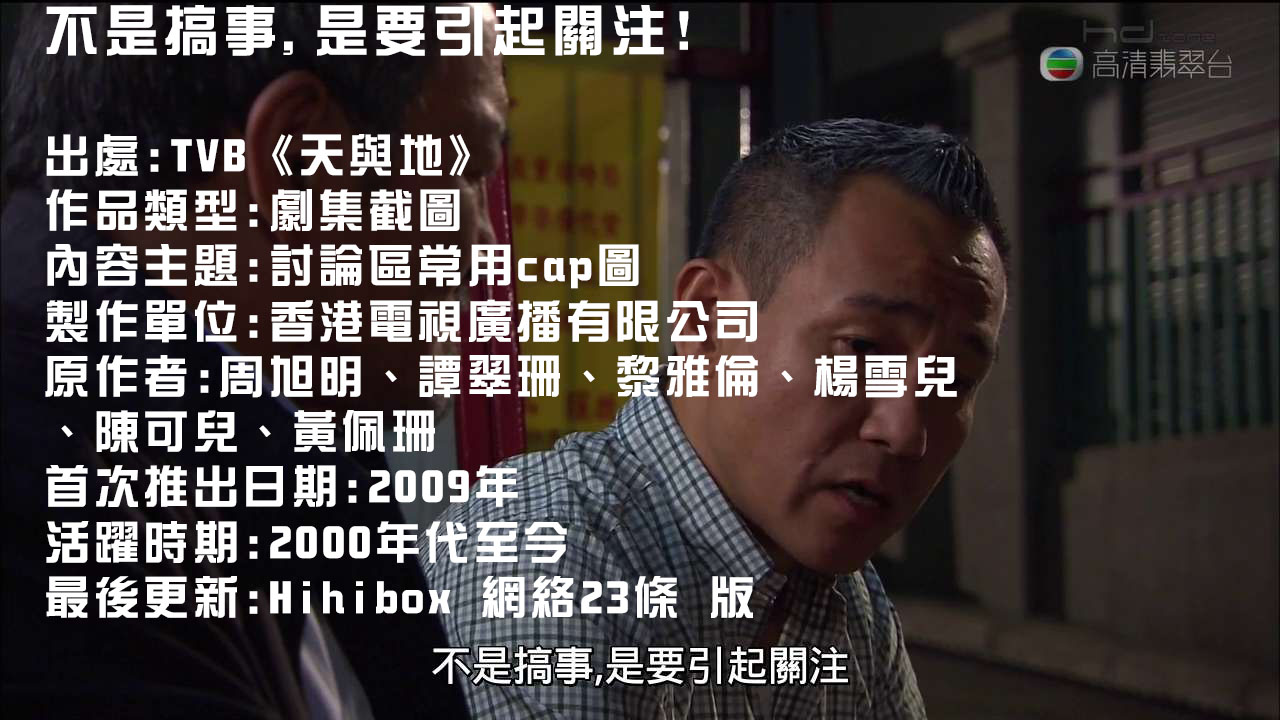 不是搞事,是要引起關注!
hd
高清翡翠台
出處:TVB《天與地》
作品類型:劇集截圖
內容主題:討論區常用cap圖
製作單位:香港電視廣播有限公司
原作者:周旭明、譚翠珊、黎雅倫、楊雪兒
、陳可兒、黃佩珊
首次推出日期:2009年
活躍時期:2000年代至今
最後更新:Hihibox 網絡23條 版
不是搞事,是要引起關注